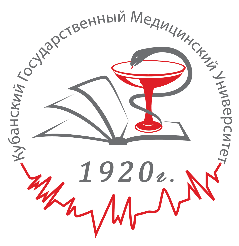 Кубанский Государственный Медицинский Университет
1920г.